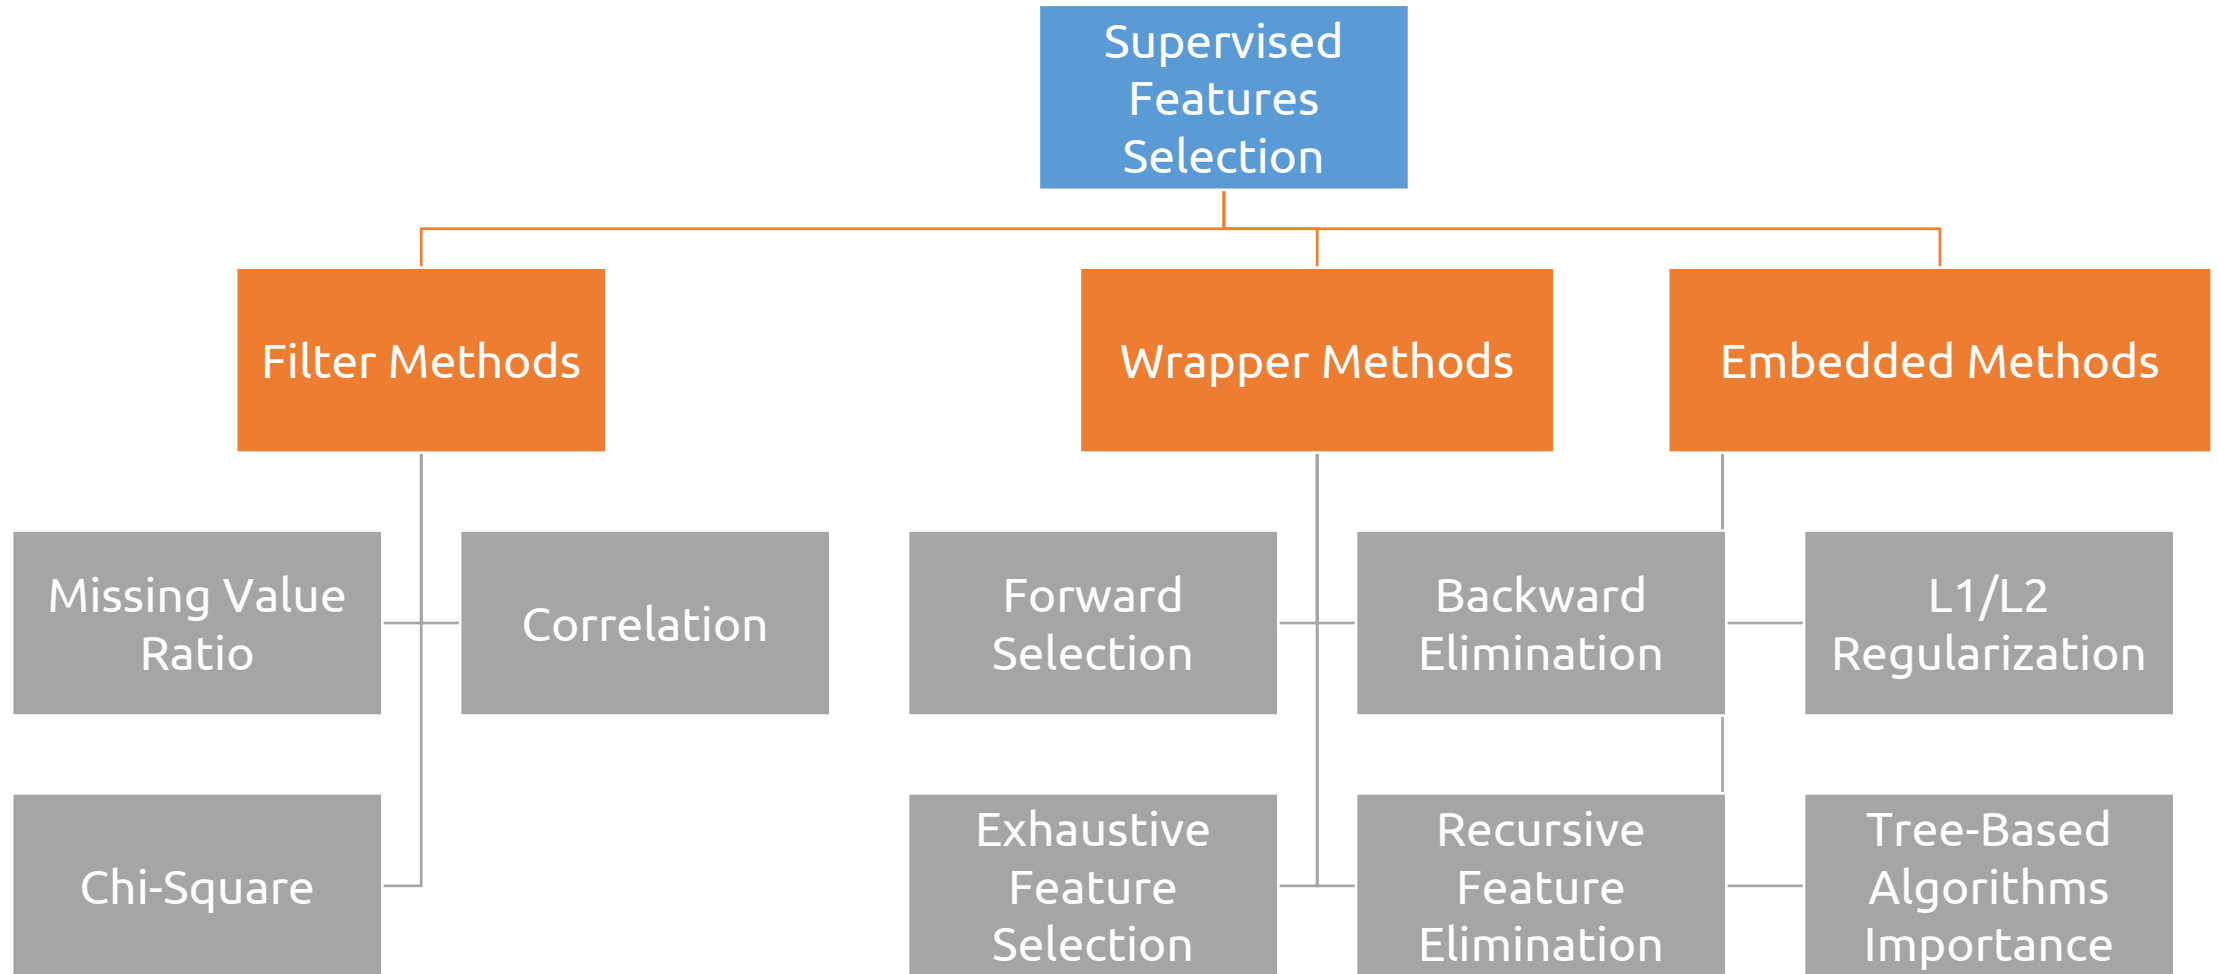 Supervised
Features
Selection
Filter Methods
Wrapper Methods
Embedded Methods
Missing Value
Ratio
Correlation
Forward
Selection
Backward
Elimination
L1/L2
Regularization
Chi-Square
Exhaustive
Feature
Selection
Recursive
Feature
Elimination
Tree-Based
Algorithms
Importance